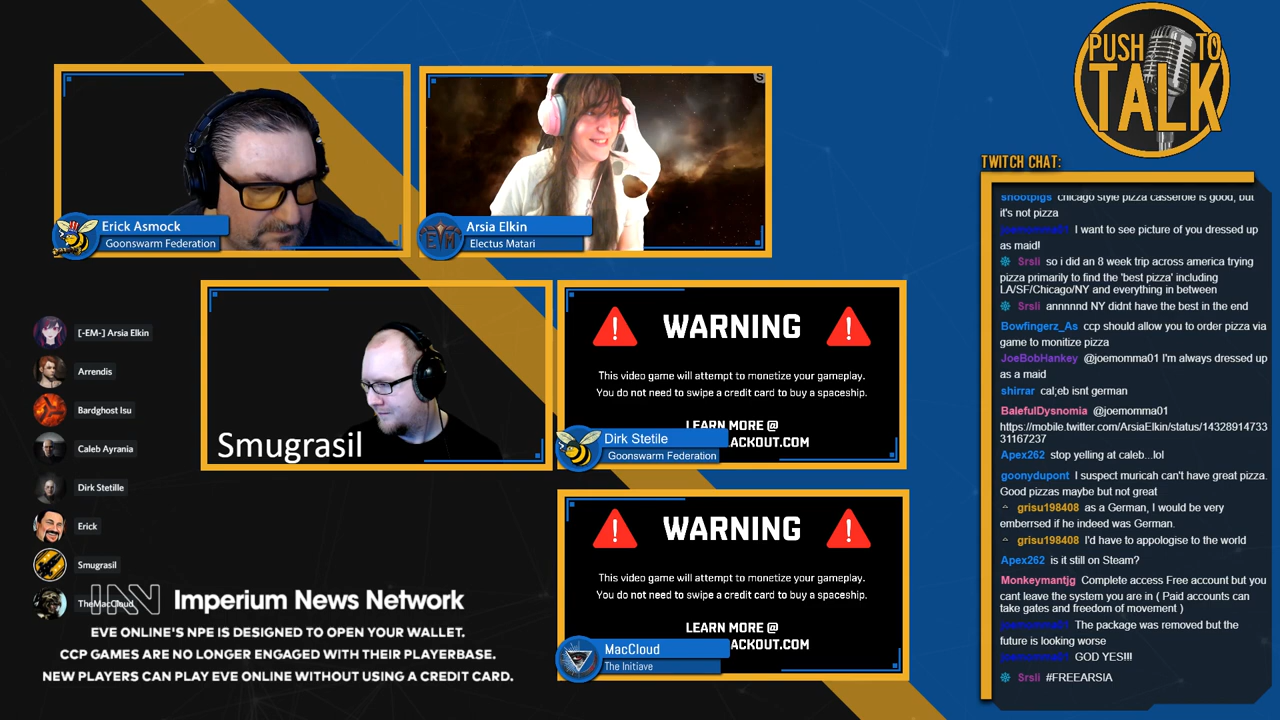 PUSH TO
TALK
TWITCH CHAT:
Erick Asmock
Goonswarm Federation
EVM
Arsia Elkin
Electus Matari
S
[-EM-] Arsia Elkin
Arrendis
Bardghost Isu
Caleb Ayrania
Dirk Stetille
Erick
Smugrasil
TheMacCloud
Smugrasil
WARNING
This video game will attempt to monetize your gameplay.
You do not need to swipe a credit card to buy a spaceship.
LEARN MORE @
ACKOUT.COM
Dirk Stetile
Goonswarm Federation
WARNING
This video game will attempt to monetize your gameplay.
You do not need to swipe a credit card to buy a spaceship.
LEARN MORE @
ACKOUT.COM
MacCloud
The Initiave
INN Imperium News Network
EVE ONLINE'S NPE IS DESIGNED TO OPEN YOUR WALLET.
CCP GAMES ARE NO LONGER ENGAGED WITH THEIR PLAYERBASE.
NEW PLAYERS CAN PLAY EVE ONLINE WITHOUT USING A CREDIT CARD.
snootpigs chicago style pizza casserole is good, but
it's not pizza
joemomma01 I want to see picture of you dressed up
as maid!
Srsli so i did an 8 week trip across america trying
pizza primarily to find the 'best pizza' including
LA/SF/Chicago/NY and everything in between
Srsli annnnd NY didnt have the best in the end
Bowfingerz_As ccp should allow you to order pizza via
game to monitize pizza
JoeBobHankey @joemomma01 I'm always dressed up
as a maid
shirrar cal;eb isnt german
BalefulDysnomia @joemomma01
https://mobile.twitter.com/ArsiaElkin/status/14328914733
31167237
Apex262 stop yelling at caleb...lol
goonydupont I suspect muricah can't have great pizza.
Good pizzas maybe but not great
grisu198408 as a German, I would be very
emberrsed if he indeed was German.
grisu198408 I'd have to appologise to the world
Apex262 is it still on Steam?
Monkeymantjg Complete access Free account but you
cant leave the system you are in ( Paid accounts can
take gates and freedom of movement )
joemomma01 The package was removed but the
future is looking worse
joemomma01 GOD YES!!!
Srsli #FREEARSIA